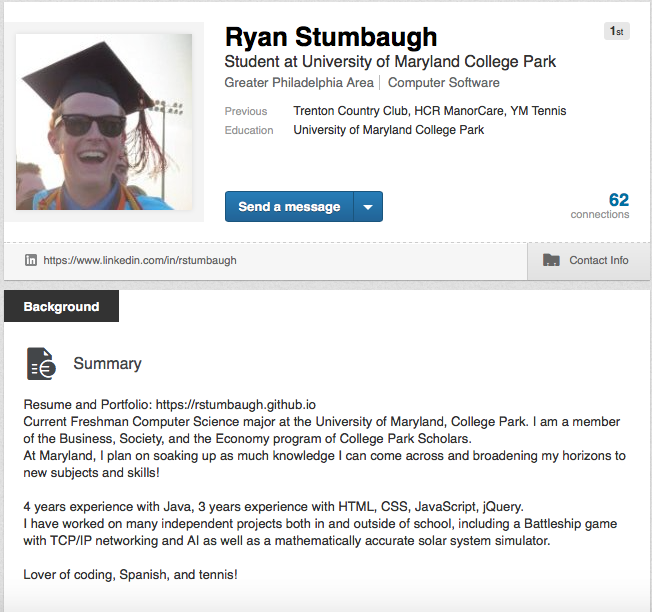 Ryan Stumbaugh
1st
Student at University of Maryland College Park
Greater Philadelphia Area | Computer Software
Previous Trenton Country Club, HCR ManorCare, YM Tennis
Education University of Maryland College Park
Send a message
62
connections
in https://www.linkedin.com/in/rstumbaugh
Contact Info
Background
Summary
Resume and Portfolio: https://rstumbaugh.github.io
Current Freshman Computer Science major at the University of Maryland, College Park. I am a member
of the Business, Society, and the Economy program of College Park Scholars.
At Maryland, I plan on soaking up as much knowledge I can come across and broadening my horizons to
new subjects and skills!
4 years experience with Java, 3 years experience with HTML, CSS, JavaScript, jQuery.
I have worked on many independent projects both in and outside of school, including a Battleship game
with TCP/IP networking and AI as well as a mathematically accurate solar system simulator.
Lover of coding, Spanish, and tennis!